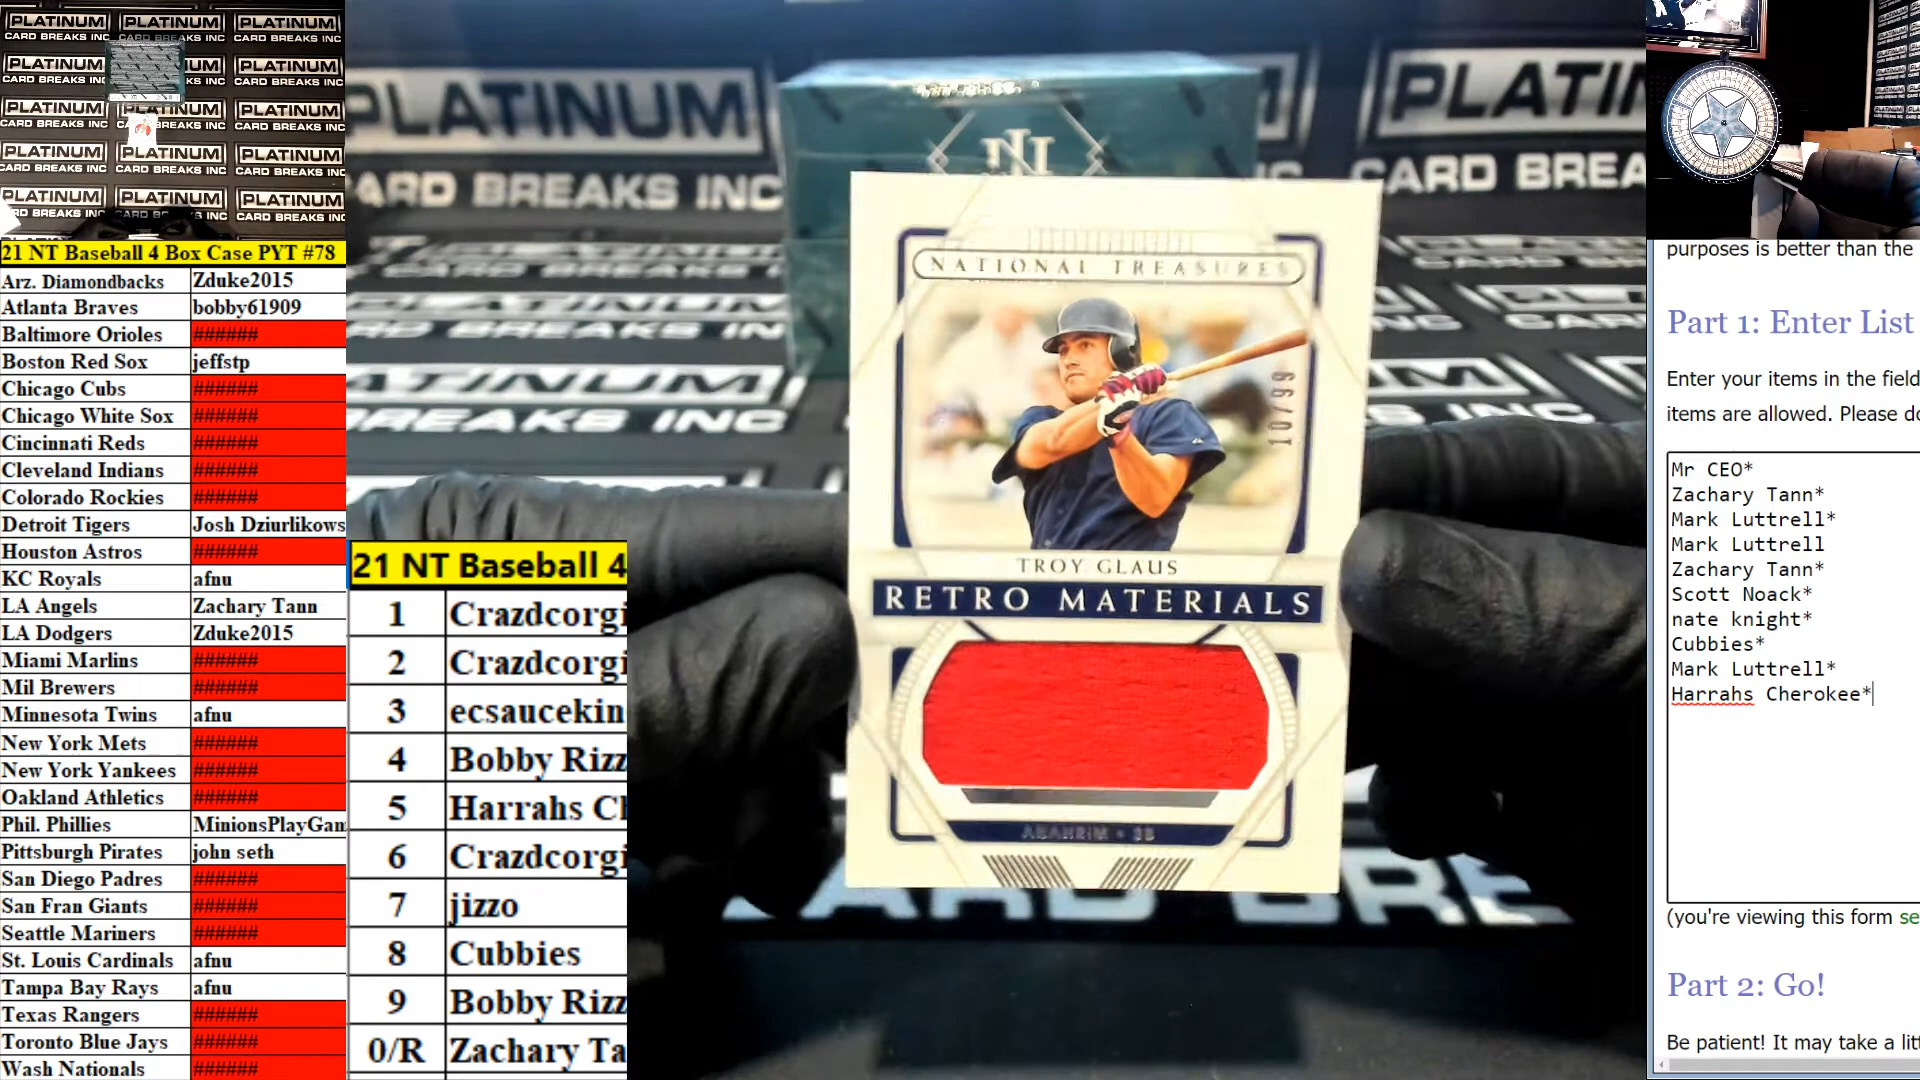 PLATINUM
CARD BREAKS INC
21 NT Baseball 4 Box Case PYT #78
Arz. Diamondbacks Zduke2015
Atlanta Braves bobby61909
Baltimore Orioles ######
Boston Red Sox jeffstp
Chicago Cubs ######
Chicago White Sox ######
Cincinnati Reds ######
Cleveland Indians ######
Colorado Rockies ######
Detroit Tigers Josh Dziurlikows
Houston Astros ######
KC Royals afnu
LA Angels Zachary Tann
LA Dodgers Zduke2015
Miami Marlins ######
Mil Brewers ######
Minnesota Twins afnu
New York Mets ######
New York Yankees ######
Oakland Athletics ######
Phil. Phillies MinionsPlayGam
Pittsburgh Pirates john seth
San Diego Padres ######
San Fran Giants ######
Seattle Mariners ######
St. Louis Cardinals afnu
Tampa Bay Rays afnu
Texas Rangers ######
Toronto Blue Jays ######
Wash Nationals ######
21 NT Baseball 4
1 Crazdcorgi
2 Crazdcorgi
3 ecsaucekin
4 Bobby Rizz
5 Harrahs Ch
6 Crazdcorgi
7 jizzo
8 Cubbies
9 Bobby Rizz
0/R Zachary Ta
PLATINUM
CARD BREAKS INC
NATIONAL TREASURES
10/99
TROY GLAUS
RETRO MATERIALS
ANAHEIM • 3B
purposes is better than the
Part 1: Enter List
Enter your items in the field
items are allowed. Please do
Mr CEO*
Zachary Tann*
Mark Luttrell*
Mark Luttrell
Zachary Tann*
Scott Noack*
nate knight*
Cubbies*
Mark Luttrell*
Harrahs Cherokee*
(you're viewing this form se
Part 2: Go!
Be patient! It may take a litt